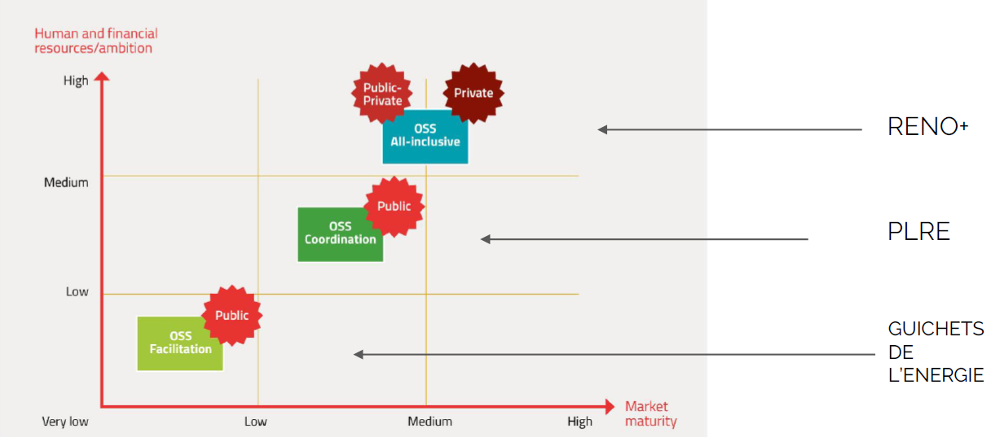 Human and financial
resources/ambition
High
Public-
Private
Private
OSS
All-inclusive
RENO+
Medium
Public
OSS
Coordination
PLRE
Low
Public
OSS
Facilitation
GUICHETS
DE
L'ENERGIE
Market
maturity
Very low
Low
Medium
High